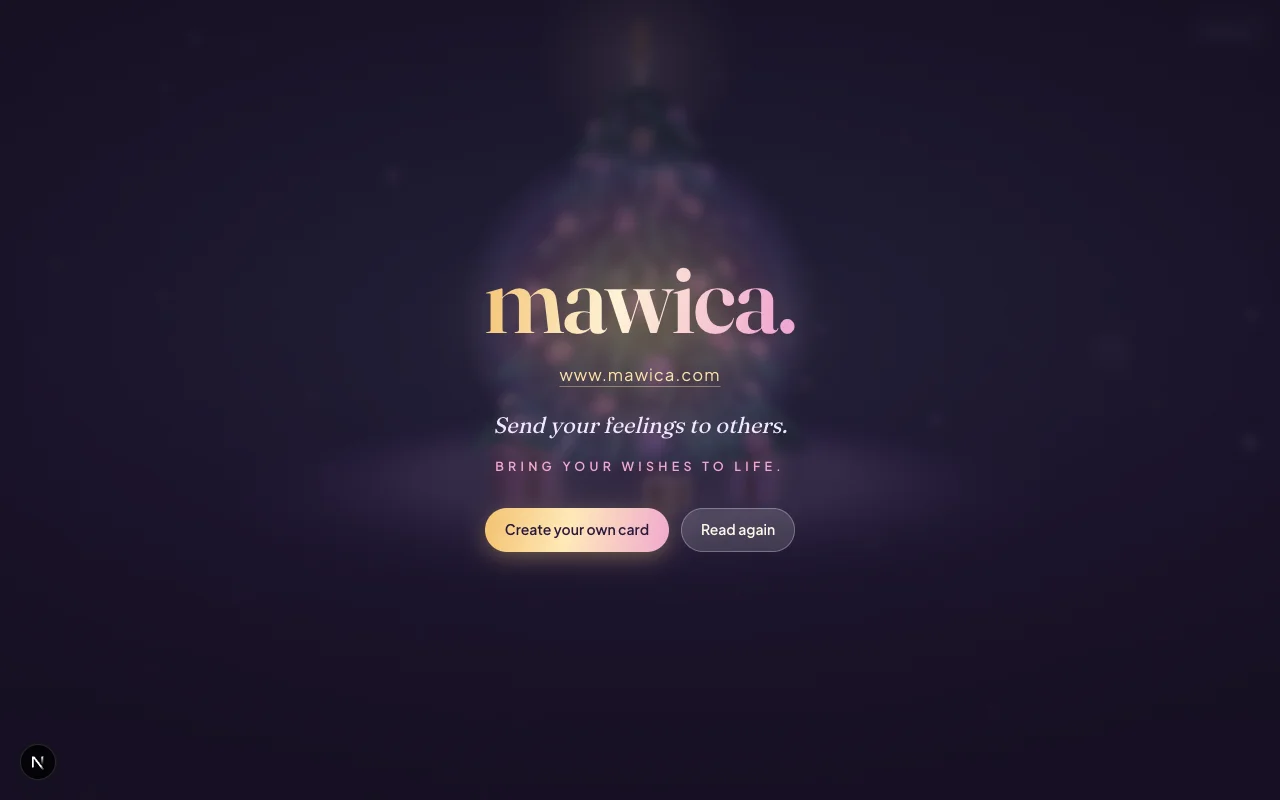 mawica.
www.mawica.com
Send your feelings to others.
BRING YOUR WISHES TO LIFE.
Create your own card
Read again
N